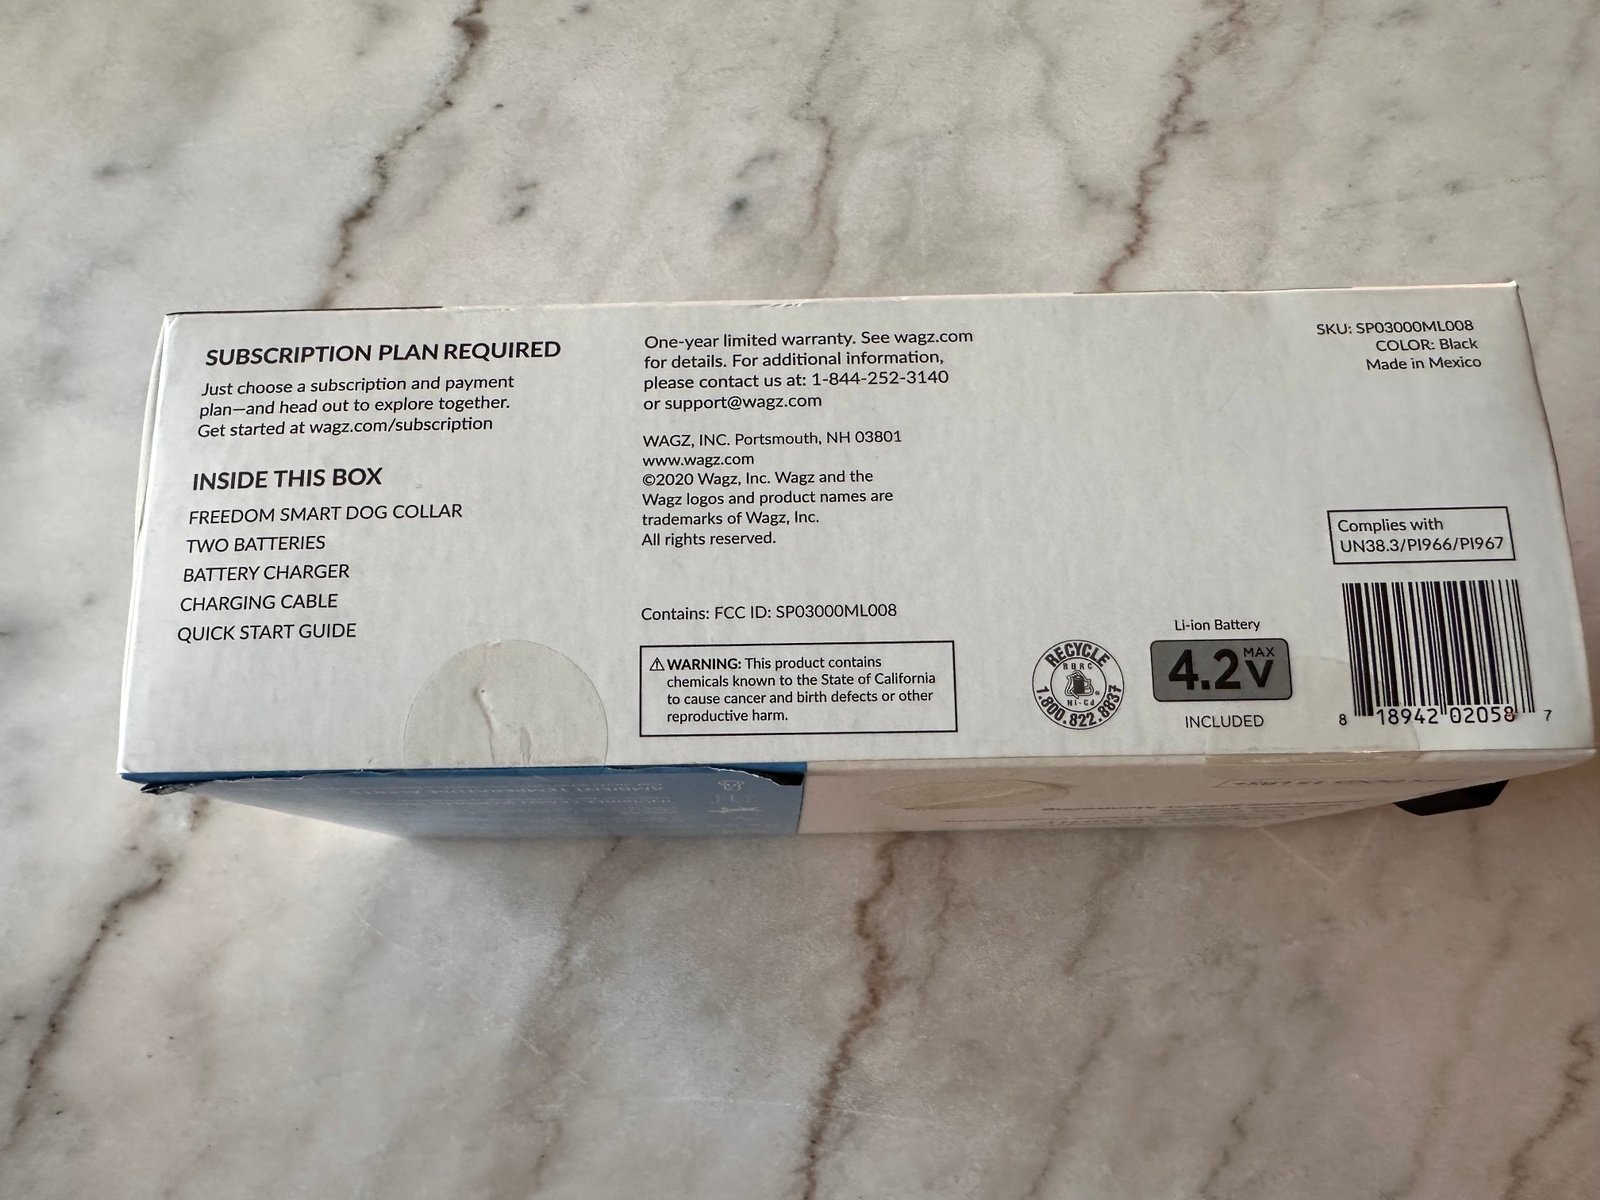 SUBSCRIPTION PLAN REQUIRED
Just choose a subscription and payment
plan—and head out to explore together.
Get started at wagz.com/subscription
INSIDE THIS BOX
FREEDOM SMART DOG COLLAR
TWO BATTERIES
BATTERY CHARGER
CHARGING CABLE
QUICK START GUIDE
One-year limited warranty. See wagz.com
for details. For additional information,
please contact us at: 1-844-252-3140
or support@wagz.com
WAGZ, INC. Portsmouth, NH 03801
www.wagz.com
©2020 Wagz, Inc. Wagz and the
Wagz logos and product names are
trademarks of Wagz, Inc.
All rights reserved.
Contains: FCC ID: SP03000ML008
⚠ WARNING: This product contains
chemicals known to the State of California
to cause cancer and birth defects or other
reproductive harm.
SKU: SP03000ML008
COLOR: Black
Made in Mexico
Complies with
UN38.3/PI966/PI967
RECYCLE
RBRC
Ni-Cd
1.800.822.8837
Li-ion Battery
4.2V MAX
INCLUDED
8 18942 02058 7